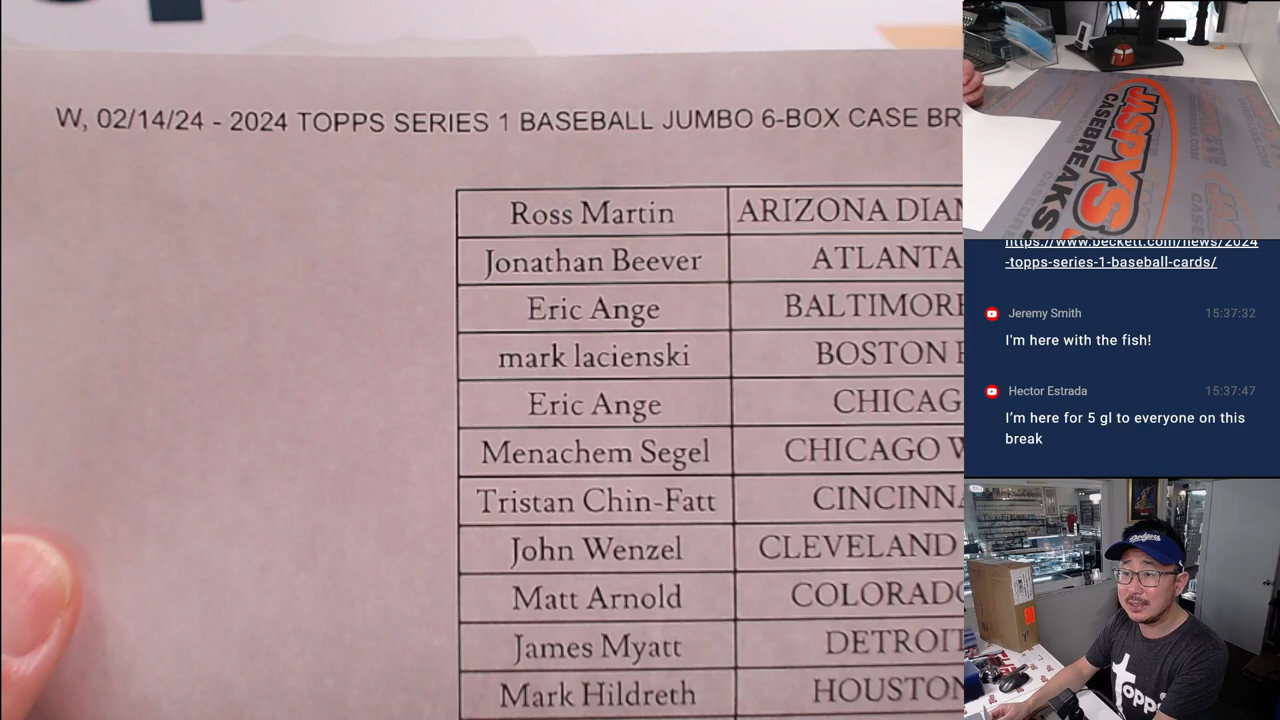 W, 02/14/24 - 2024 TOPPS SERIES 1 BASEBALL JUMBO 6-BOX CASE BR
Ross Martin ARIZONA DIAM
Jonathan Beever ATLANTA
Eric Ange BALTIMORE
mark lacienski BOSTON
Eric Ange CHICAG
Menachem Segel CHICAGO W
Tristan Chin-Fatt CINCINNA
John Wenzel CLEVELAND
Matt Arnold COLORADO
James Myatt DETROIT
Mark Hildreth HOUSTON
JASPYS
CASEBREAKS
https://www.beckett.com/news/2024
-topps-series-1-baseball-cards/
Jeremy Smith 15:37:32
I'm here with the fish!
Hector Estrada 15:37:47
I’m here for 5 gl to everyone on this
break
Dodgers
Topps